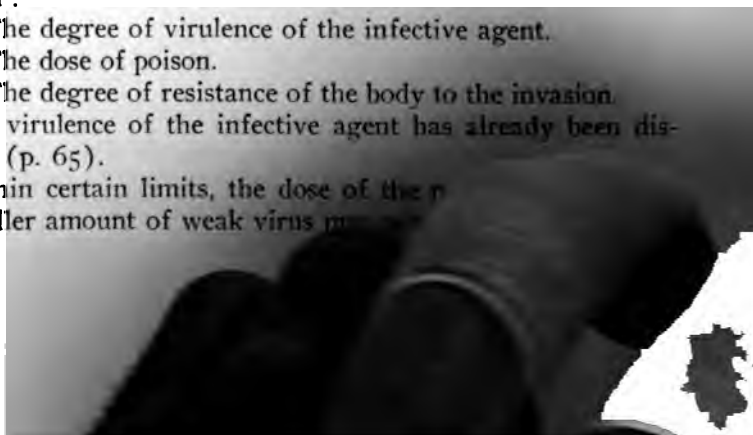 he degree of virulence of the infective agent.
he dose of poison.
he degree of resistance of the body to the invasion.
virulence of the infective agent has already been dis-
(p. 65).
certain limits, the dose of the
amount of weak virus